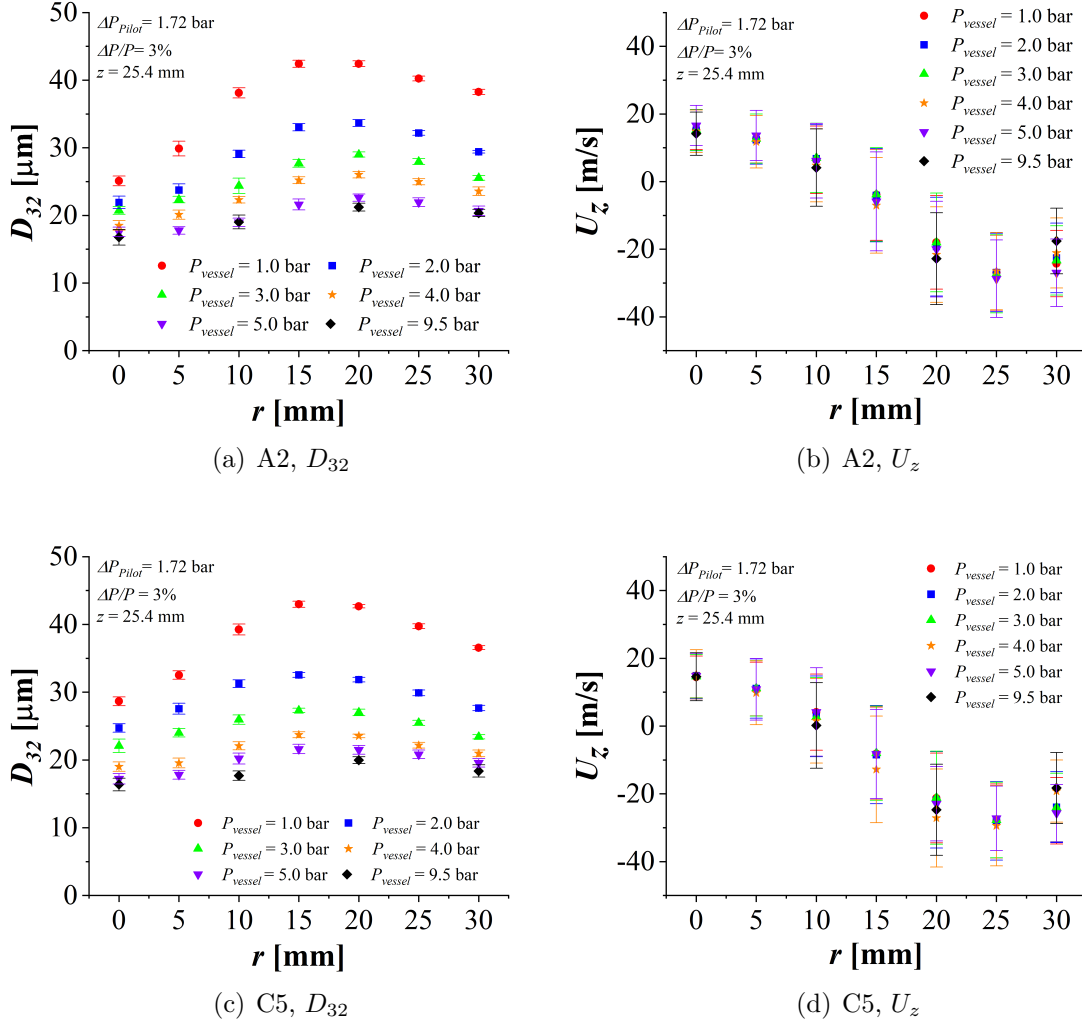 ΔP_Pilot = 1.72 bar
ΔP/P = 3%
z = 25.4 mm
50
40
30
20
10
0
D₃₂ [μm]
P_vessel = 1.0 bar
P_vessel = 2.0 bar
P_vessel = 3.0 bar
P_vessel = 4.0 bar
P_vessel = 5.0 bar
P_vessel = 9.5 bar
0 5 10 15 20 25 30
r [mm]
(a) A2, D₃₂
ΔP_Pilot = 1.72 bar
ΔP/P = 3%
z = 25.4 mm
P_vessel = 1.0 bar
P_vessel = 2.0 bar
P_vessel = 3.0 bar
P_vessel = 4.0 bar
P_vessel = 5.0 bar
P_vessel = 9.5 bar
40
20
0
-20
-40
U_z [m/s]
0 5 10 15 20 25 30
r [mm]
(b) A2, U_z
ΔP_Pilot = 1.72 bar
ΔP/P = 3%
z = 25.4 mm
50
40
30
20
10
0
D₃₂ [μm]
P_vessel = 1.0 bar
P_vessel = 2.0 bar
P_vessel = 3.0 bar
P_vessel = 4.0 bar
P_vessel = 5.0 bar
P_vessel = 9.5 bar
0 5 10 15 20 25 30
r [mm]
(c) C5, D₃₂
ΔP_Pilot = 1.72 bar
ΔP/P = 3%
z = 25.4 mm
P_vessel = 1.0 bar
P_vessel = 2.0 bar
P_vessel = 3.0 bar
P_vessel = 4.0 bar
P_vessel = 5.0 bar
P_vessel = 9.5 bar
40
20
0
-20
-40
U_z [m/s]
0 5 10 15 20 25 30
r [mm]
(d) C5, U_z